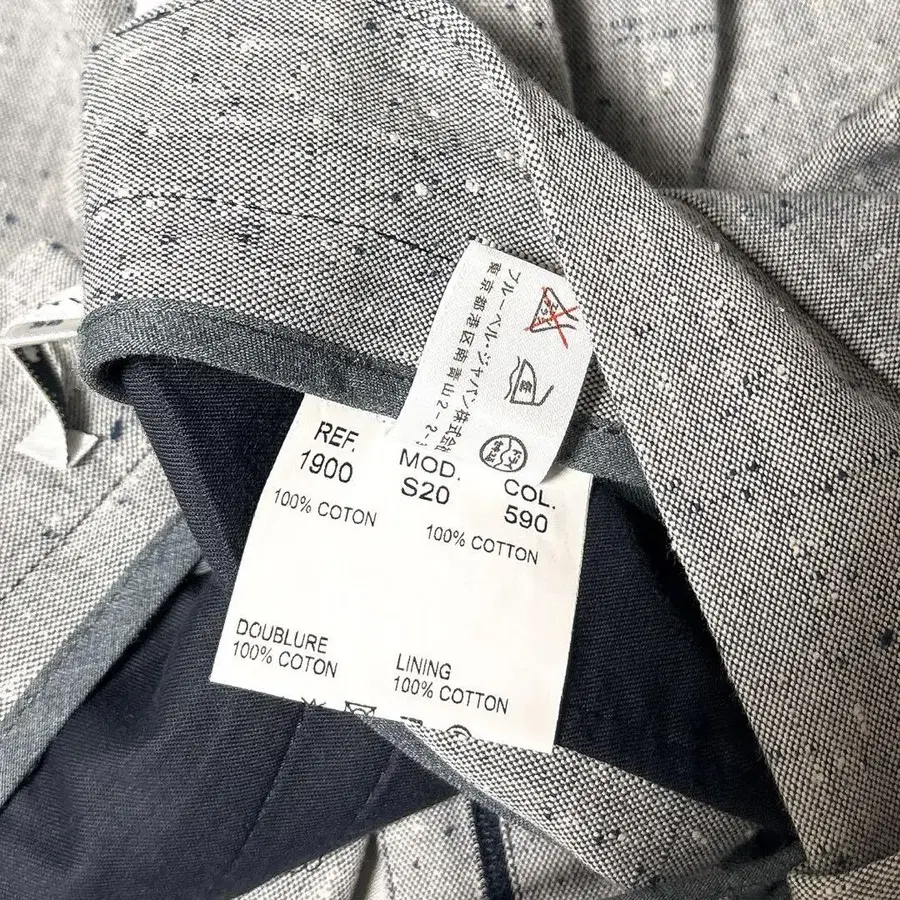 ブルーベル・ジャパン株式会社
東京都港区南青山2-2-
REF.
1900
MOD.
S20
COL.
590
100% COTON
100% COTTON
DOUBLURE
100% COTON
LINING
100% COTTON